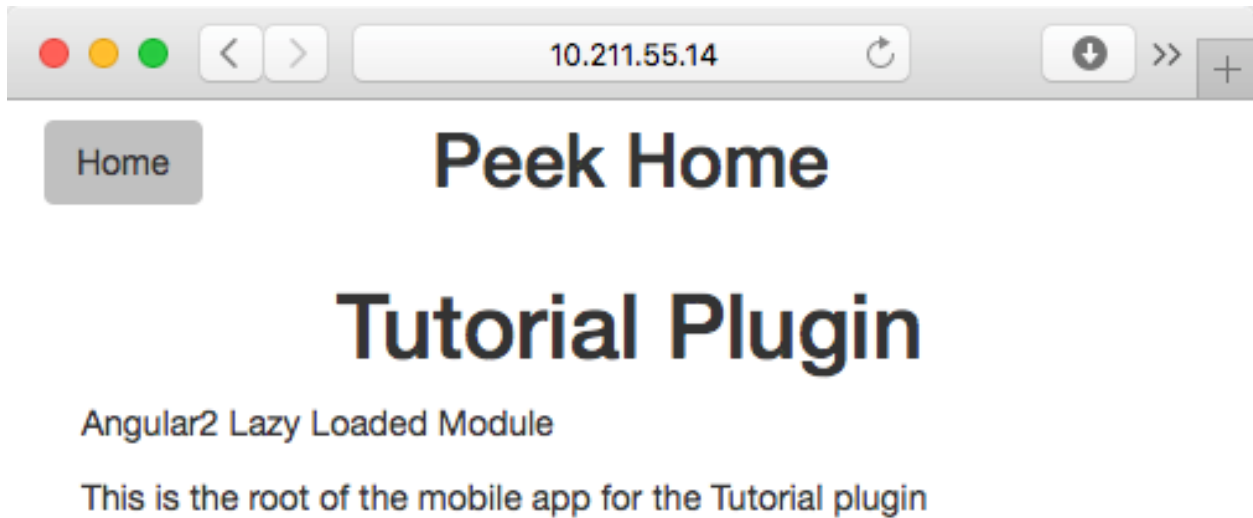 10.211.55.14
Home
Peek Home
Tutorial Plugin
Angular2 Lazy Loaded Module
This is the root of the mobile app for the Tutorial plugin